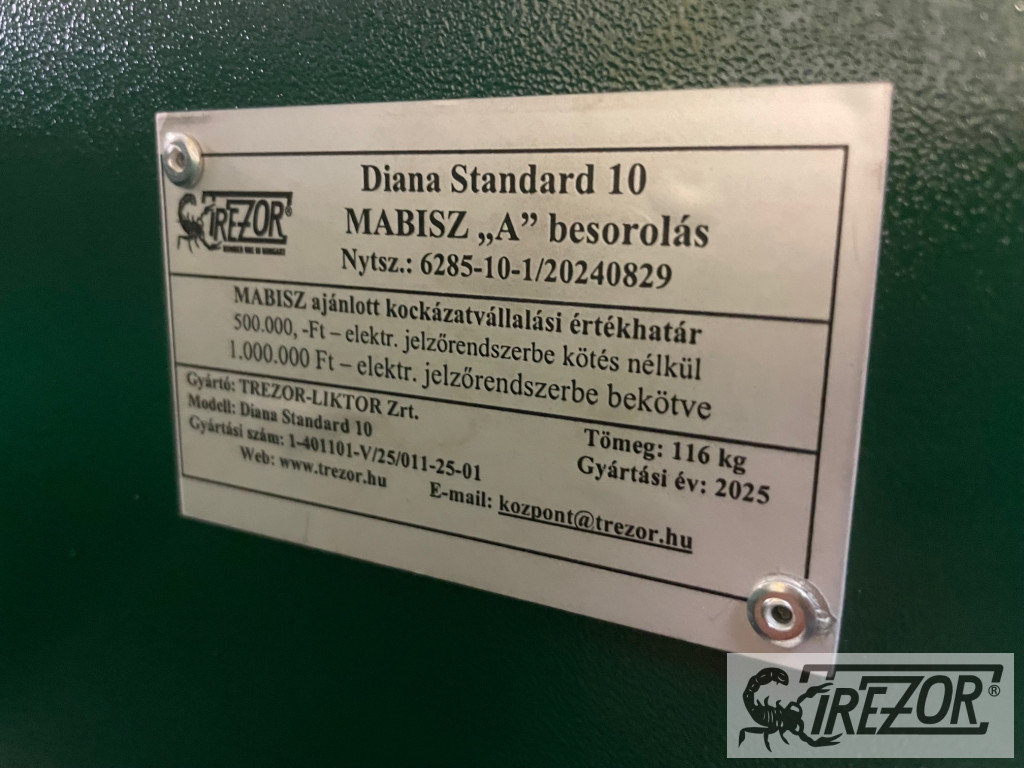 Diana Standard 10
TREZOR®
MABISZ „A” besorolás
Nytsz.: 6285-10-1/20240829
MABISZ ajánlott kockázatvállalási értékhatár
500.000, -Ft – elektr. jelzőrendszerbe kötés nélkül
1.000.000 Ft – elektr. jelzőrendszerbe bekötve
Gyártó: TREZOR-LIKTOR Zrt.
Modell: Diana Standard 10
Gyártási szám: 1-401101-V/25/011-25-01
Tömeg: 116 kg
Gyártási év: 2025
Web: www.trezor.hu
E-mail: kozpont@trezor.hu
TREZOR®